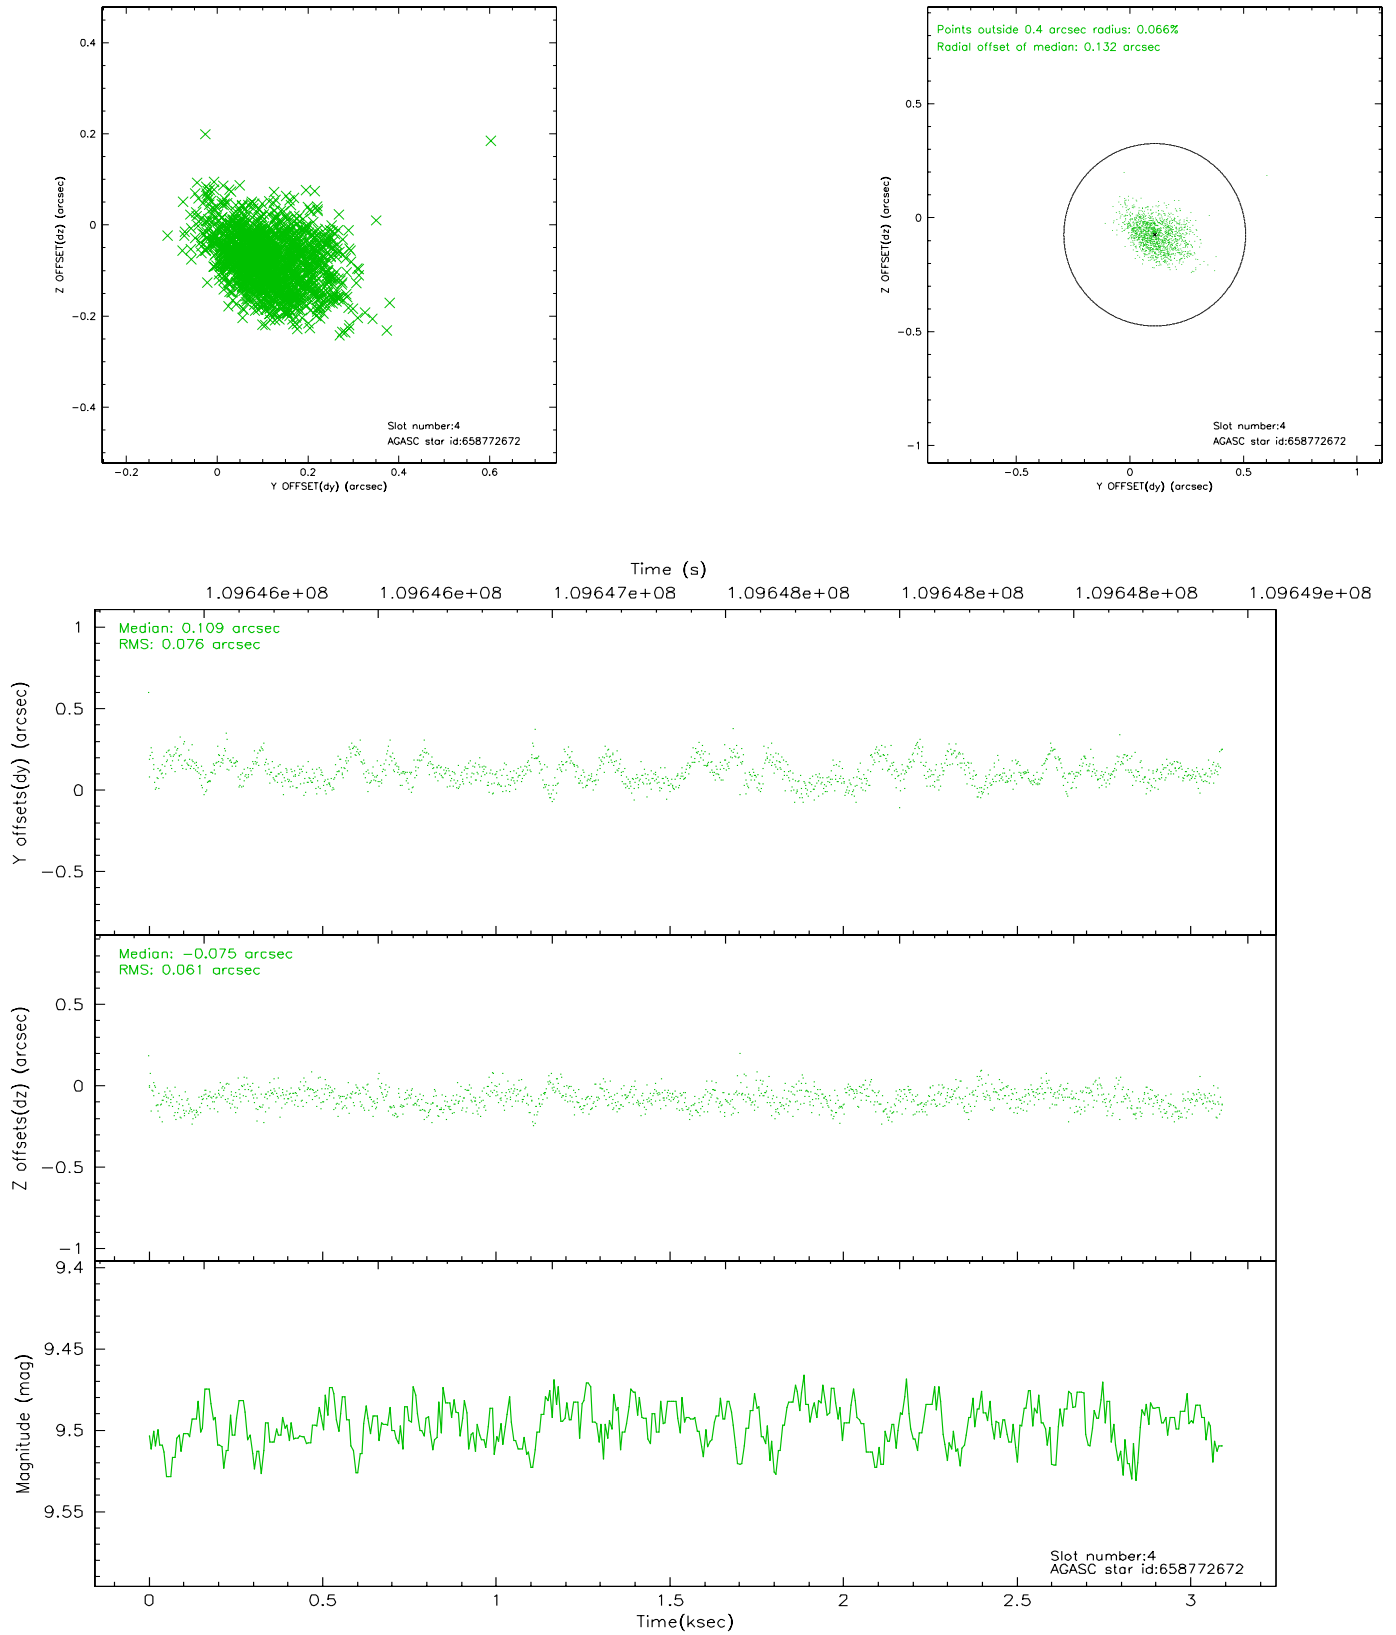 0.4
0.2
0
−0.2
−0.4
Z OFFSET(dz) (arcsec)
Slot number:4
AGASC star id:658772672
−0.2 0 0.2 0.4 0.6
Y OFFSET(dy) (arcsec)
Points outside 0.4 arcsec radius: 0.066%
Radial offset of median: 0.132 arcsec
0.5
0
−0.5
−1
Z OFFSET(dz) (arcsec)
Slot number:4
AGASC star id:658772672
−0.5 0 0.5 1
Y OFFSET(dy) (arcsec)
Time (s)
1.09646e+08 1.09646e+08 1.09647e+08 1.09648e+08 1.09648e+08 1.09648e+08 1.09649e+08
Median: 0.109 arcsec
RMS: 0.076 arcsec
1
0.5
0
−0.5
Y offsets(dy) (arcsec)
Median: −0.075 arcsec
RMS: 0.061 arcsec
0.5
0
−0.5
−1
Z offsets(dz) (arcsec)
9.4
9.45
9.5
9.55
Magnitude (mag)
Slot number:4
AGASC star id:658772672
0 0.5 1 1.5 2 2.5 3
Time(ksec)